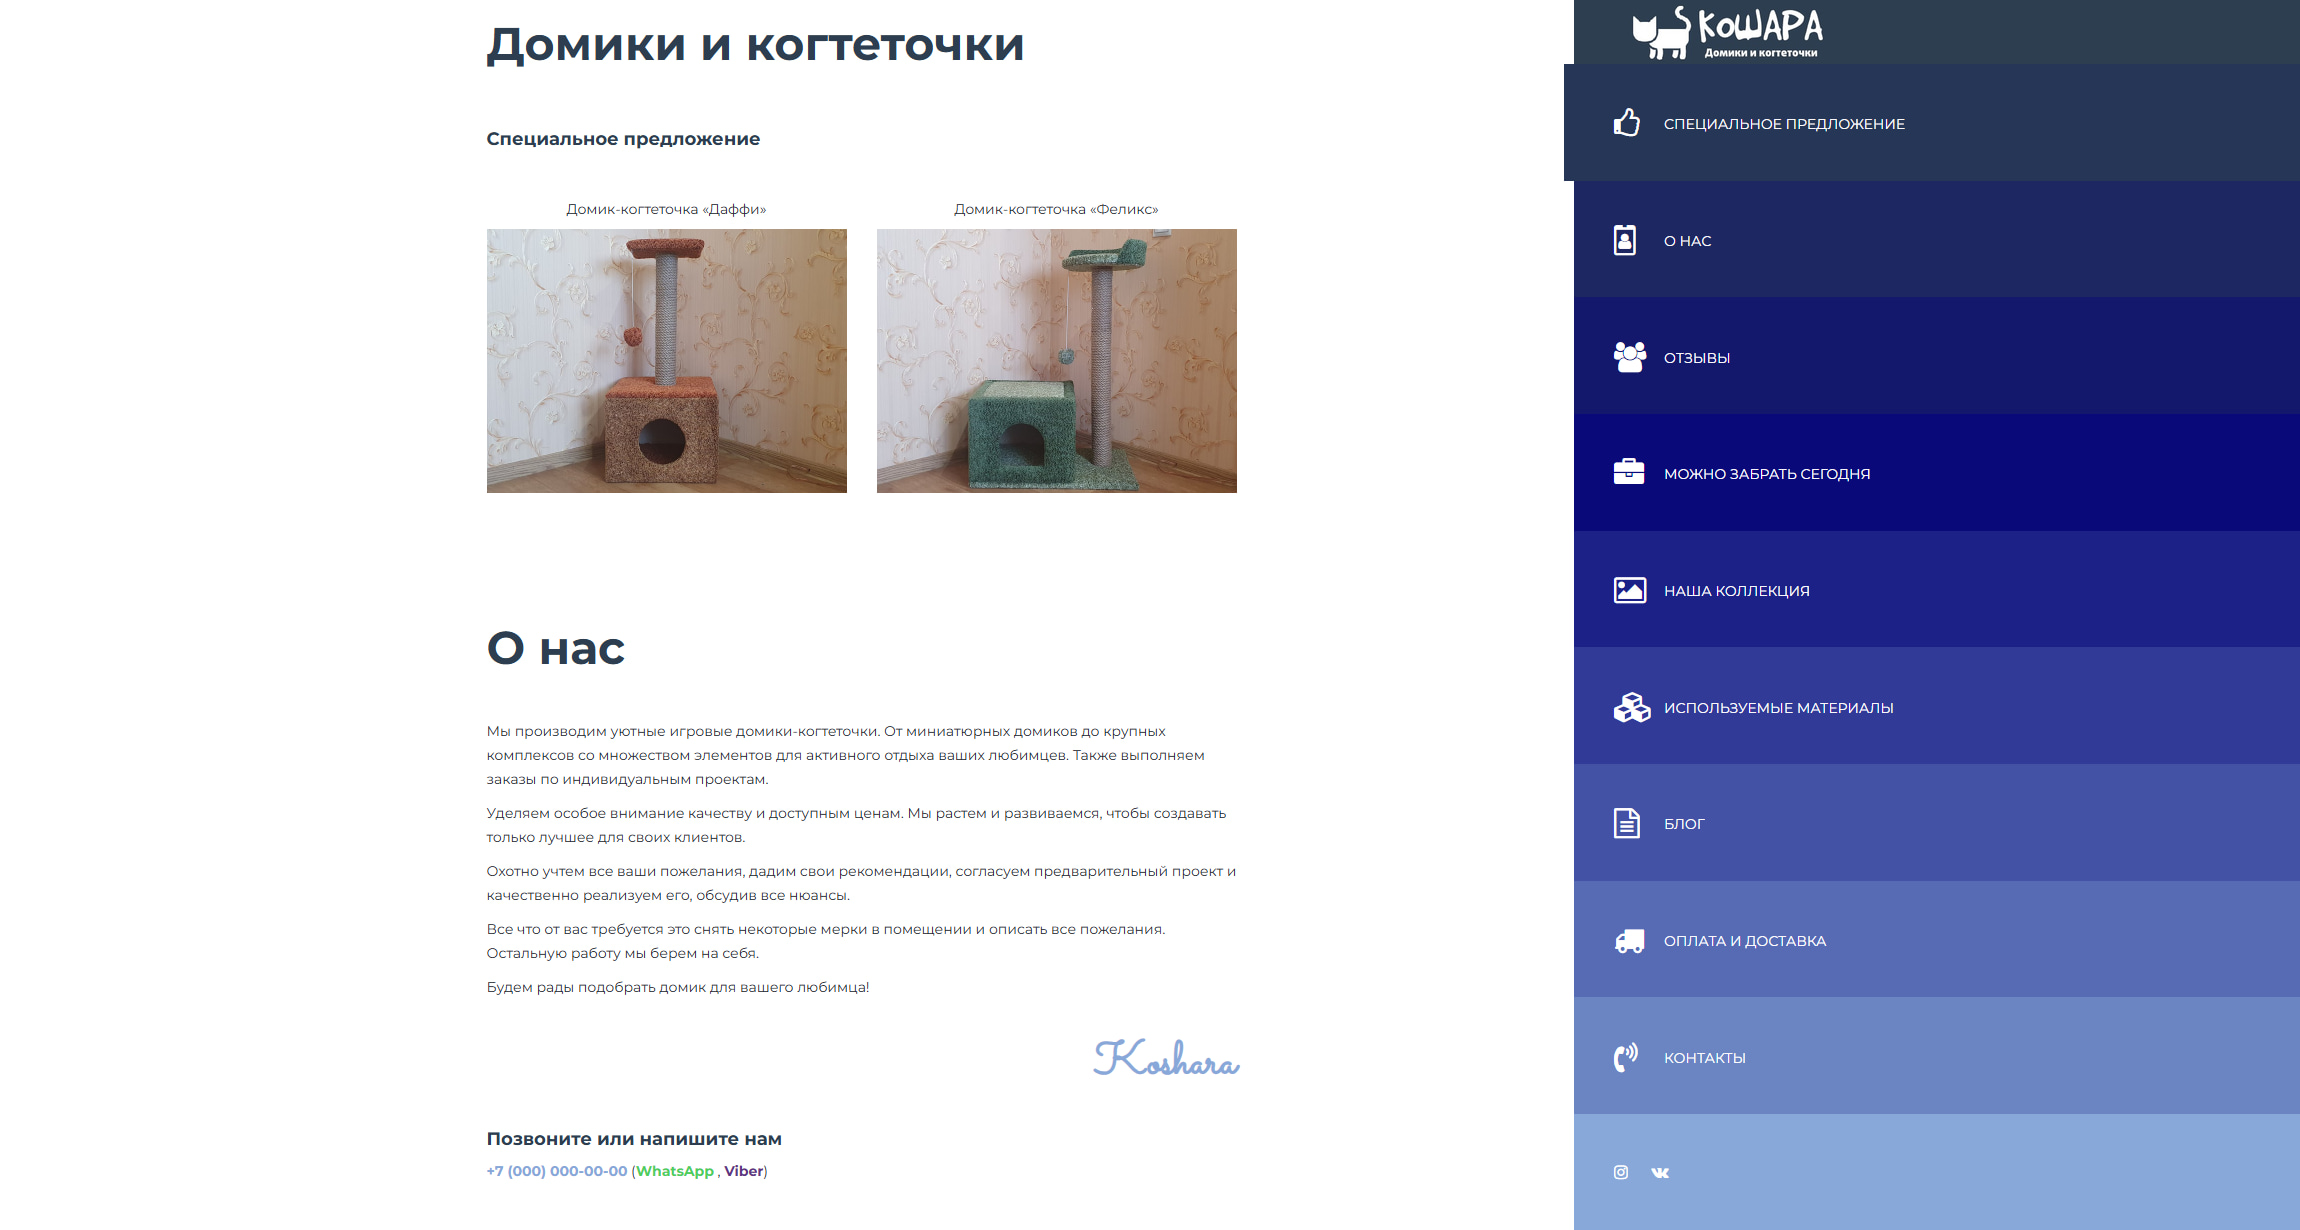 Домики и когтеточки
Специальное предложение
Домик-когтеточка «Даффи»
Домик-когтеточка «Феликс»
О нас
Мы производим уютные игровые домики-когтеточки. От миниатюрных домиков до крупных
комплексов со множеством элементов для активного отдыха ваших любимцев. Также выполняем
заказы по индивидуальным проектам.
Уделяем особое внимание качеству и доступным ценам. Мы растем и развиваемся, чтобы создавать
только лучшее для своих клиентов.
Охотно учтем все ваши пожелания, дадим свои рекомендации, согласуем предварительный проект и
качественно реализуем его, обсудив все нюансы.
Все что от вас требуется это снять некоторые мерки в помещении и описать все пожелания.
Остальную работу мы берем на себя.
Будем рады подобрать домик для вашего любимца!
Koshara
Позвоните или напишите нам
+7 (000) 000-00-00 (WhatsApp , Viber)
КОШАРА
Домики и когтеточки
СПЕЦИАЛЬНОЕ ПРЕДЛОЖЕНИЕ
О НАС
ОТЗЫВЫ
МОЖНО ЗАБРАТЬ СЕГОДНЯ
НАША КОЛЛЕКЦИЯ
ИСПОЛЬЗУЕМЫЕ МАТЕРИАЛЫ
БЛОГ
ОПЛАТА И ДОСТАВКА
КОНТАКТЫ